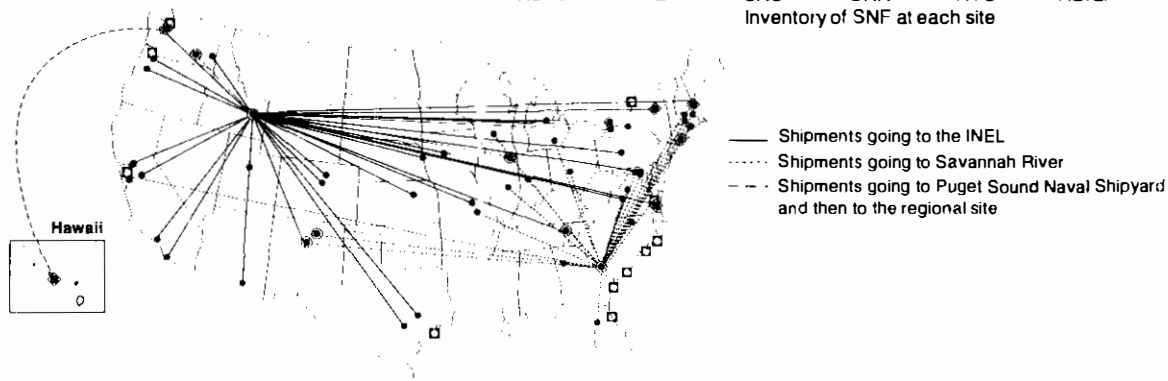 Inventory of SNF at each site
Shipments going to the INEL
Shipments going to Savannah River
Shipments going to Puget Sound Naval Shipyard
and then to the regional site
Hawaii